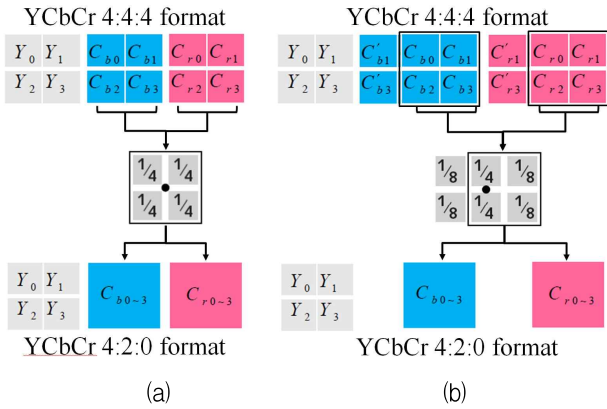 YCbCr 4:4:4 format
Y0 Y1 Cb0 Cb1 Cr0 Cr1
Y2 Y3 Cb2 Cb3 Cr2 Cr3
1/4 1/4
1/4 1/4
Y0 Y1
Y2 Y3
Cb0~3 Cr0~3
YCbCr 4:2:0 format
(a)
YCbCr 4:4:4 format
Y0 Y1 C'b1 Cb0 Cb1 C'r1 Cr0 Cr1
Y2 Y3 C'b3 Cb2 Cb3 C'r3 Cr2 Cr3
1/8 1/4 1/8
1/8 1/4 1/8
Y0 Y1
Y2 Y3
Cb0~3 Cr0~3
YCbCr 4:2:0 format
(b)